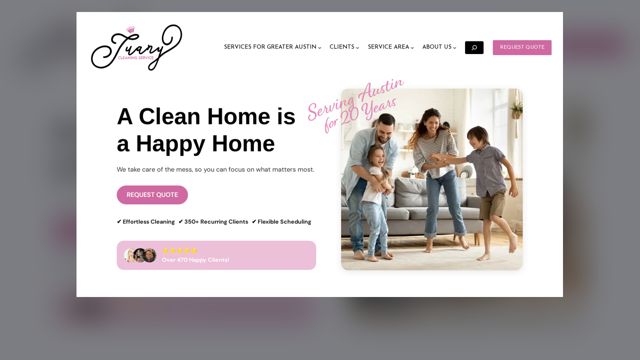 Tuany
CLEANING SERVICE
SERVICES FOR GREATER AUSTIN
CLIENTS
SERVICE AREA
ABOUT US
REQUEST QUOTE
Serving Austin
for 20 Years
A Clean Home is
a Happy Home
We take care of the mess, so you can focus on what matters most.
REQUEST QUOTE
✔ Effortless Cleaning ✔ 350+ Recurring Clients ✔ Flexible Scheduling
Over 470 Happy Clients!